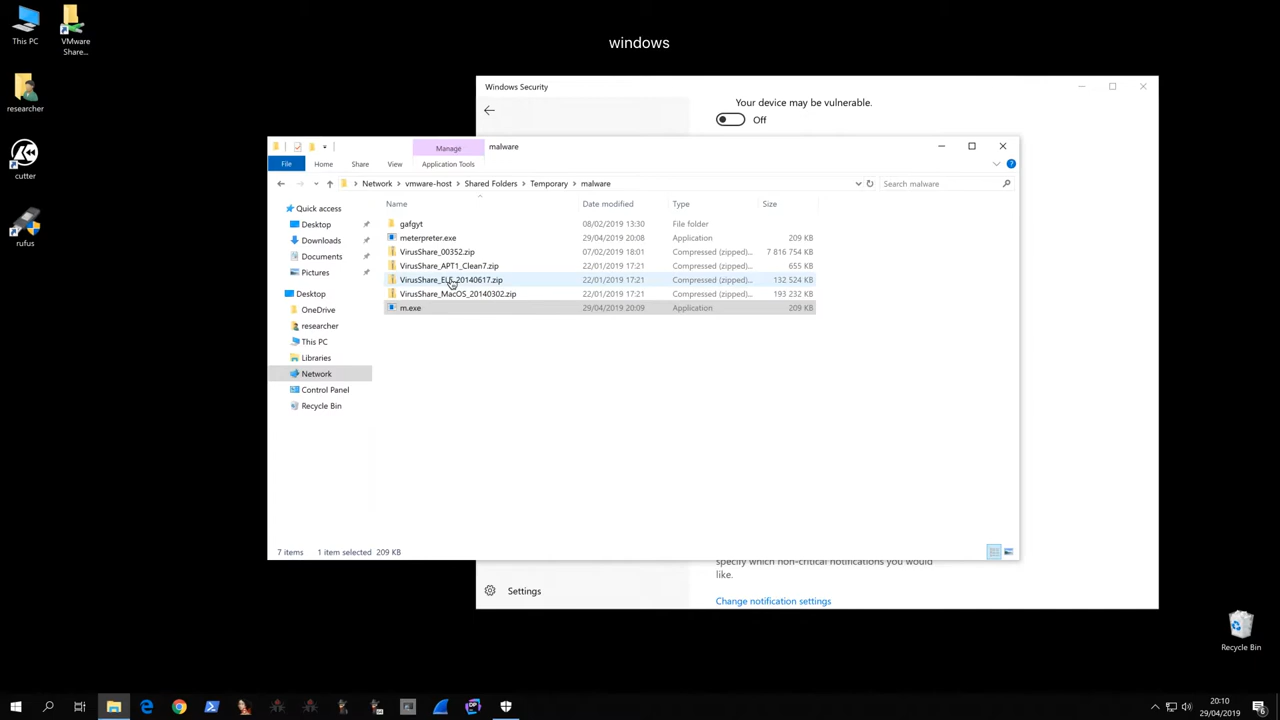 windows
This PC
VMware
Share...
researcher
cutter
rufus
Windows Security
Your device may be vulnerable.
Off
Manage
malware
File
Home
Share
View
Application Tools
Network
vmware-host
Shared Folders
Temporary
malware
Search malware
Name
Date modified
Type
Size
Quick access
Desktop
Downloads
Documents
Pictures
Desktop
OneDrive
researcher
This PC
Libraries
Network
Control Panel
Recycle Bin
gafgyt 08/02/2019 13:30 File folder
meterpreter.exe 29/04/2019 20:08 Application 209 KB
VirusShare_00352.zip 07/02/2019 18:01 Compressed (zipped)... 7 816 754 KB
VirusShare_APT1_Clean7.zip 22/01/2019 17:21 Compressed (zipped)... 655 KB
22/01/2019 17:21 Compressed (zipped)... 132 524 KB
VirusShare_MacOS_20140302.zip 22/01/2019 17:21 Compressed (zipped)... 193 232 KB
m.exe 29/04/2019 20:09 Application 209 KB
7 items 1 item selected 209 KB
specify which non-critical notifications you would
like.
Settings
Change notification settings
Recycle Bin
20:10
29/04/2019